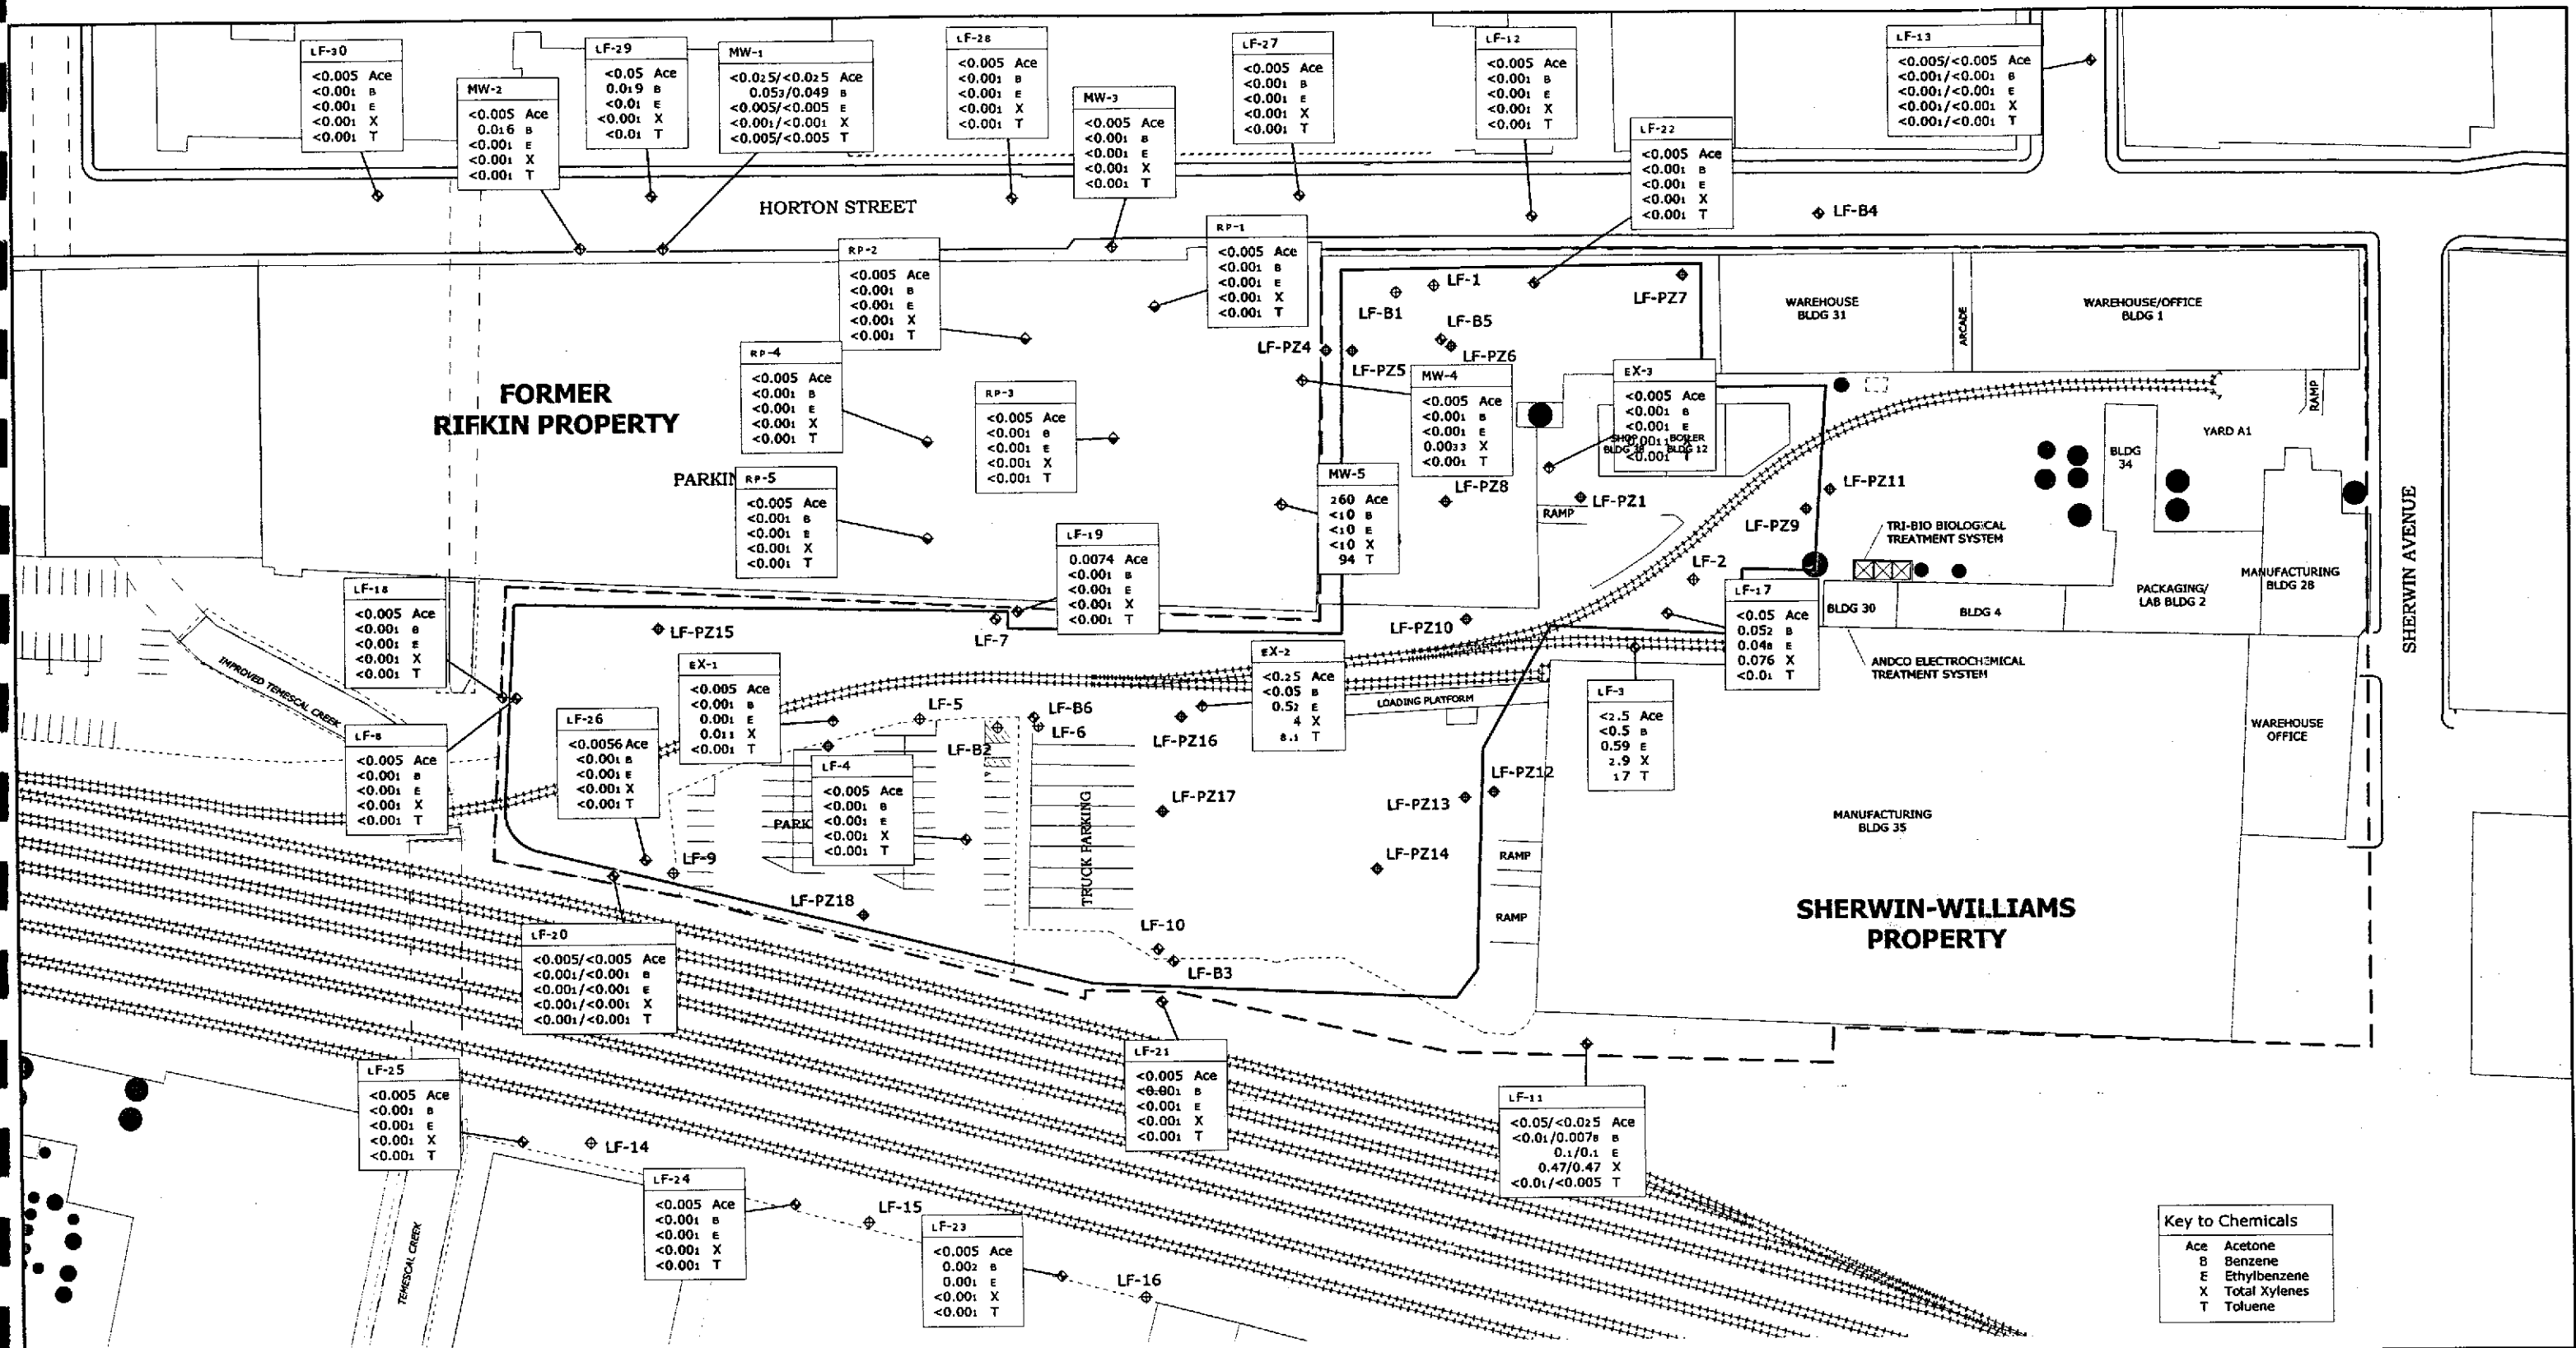 LF-30
<0.005 Ace
<0.001 B
<0.001 E
<0.001 X
<0.001 T
MW-2
<0.005 Ace
0.016 B
<0.001 E
<0.001 X
<0.001 T
LF-29
<0.05 Ace
0.019 B
<0.01 E
<0.001 X
<0.01 T
MW-1
<0.025/<0.025 Ace
0.053/0.049 B
<0.005/<0.005 E
<0.001/<0.001 X
<0.005/<0.005 T
LF-28
<0.005 Ace
<0.001 B
<0.001 E
<0.001 X
<0.001 T
MW-3
<0.005 Ace
<0.001 B
<0.001 E
<0.001 X
<0.001 T
LF-27
<0.005 Ace
<0.001 B
<0.001 E
<0.001 X
<0.001 T
LF-12
<0.005 Ace
<0.001 B
<0.001 E
<0.001 X
<0.001 T
LF-22
<0.005 Ace
<0.001 B
<0.001 E
<0.001 X
<0.001 T
LF-13
<0.005/<0.005 Ace
<0.001/<0.001 B
<0.001/<0.001 E
<0.001/<0.001 X
<0.001/<0.001 T
HORTON STREET
LF-B4
RP-2
<0.005 Ace
<0.001 B
<0.001 E
<0.001 X
<0.001 T
RP-1
<0.005 Ace
<0.001 B
<0.001 E
<0.001 X
<0.001 T
LF-1
LF-B1
LF-B5
LF-PZ7
LF-PZ4
LF-PZ5
LF-PZ6
WAREHOUSE
BLDG 31
ARCADE
WAREHOUSE/OFFICE
BLDG 1
FORMER
RIFKIN PROPERTY
RP-4
<0.005 Ace
<0.001 B
<0.001 E
<0.001 X
<0.001 T
RP-3
<0.005 Ace
<0.001 B
<0.001 E
<0.001 X
<0.001 T
MW-4
<0.005 Ace
<0.001 B
<0.001 E
0.0033 X
<0.001 T
EX-3
<0.005 Ace
<0.001 B
<0.001 E
0.0011 X
<0.001 T
SHOP
BLDG
BOILER
BLDG 12
RAMP
YARD A1
BLDG
34
PARKIN
RP-5
<0.005 Ace
<0.001 B
<0.001 E
<0.001 X
<0.001 T
MW-5
260 Ace
<10 B
<10 E
<10 X
94 T
LF-PZ8
LF-PZ1
RAMP
LF-PZ11
LF-PZ9
TRI-BIO BIOLOGICAL
TREATMENT SYSTEM
SHERWIN AVENUE
LF-19
0.0074 Ace
<0.001 B
<0.001 E
<0.001 X
<0.001 T
LF-2
MANUFACTURING
BLDG 28
PACKAGING/
LAB BLDG 2
BLDG 30
BLDG 4
LF-18
<0.005 Ace
<0.001 B
<0.001 E
<0.001 X
<0.001 T
LF-PZ15
LF-7
LF-PZ10
LF-17
<0.05 Ace
0.052 B
0.048 E
0.076 X
<0.01 T
ANDCO ELECTROCHEMICAL
TREATMENT SYSTEM
IMPROVED TEMESCAL CREEK
EX-1
<0.005 Ace
<0.001 B
0.001 E
0.011 X
<0.001 T
EX-2
<0.25 Ace
<0.05 B
0.52 E
4 X
8.1 T
LOADING PLATFORM
LF-3
<2.5 Ace
<0.5 B
0.59 E
2.9 X
17 T
LF-8
<0.005 Ace
<0.001 B
<0.001 E
<0.001 X
<0.001 T
LF-26
<0.0056 Ace
<0.001 B
<0.001 E
<0.001 X
<0.001 T
LF-5
LF-B6
LF-B2
LF-6
LF-PZ16
WAREHOUSE
OFFICE
LF-4
<0.005 Ace
<0.001 B
<0.001 E
<0.001 X
<0.001 T
PARK
TRUCK PARKING
LF-PZ17
LF-PZ12
LF-PZ13
MANUFACTURING
BLDG 35
LF-9
LF-PZ14
RAMP
RAMP
LF-PZ18
SHERWIN-WILLIAMS
PROPERTY
LF-10
LF-B3
LF-20
<0.005/<0.005 Ace
<0.001/<0.001 B
<0.001/<0.001 E
<0.001/<0.001 X
<0.001/<0.001 T
LF-21
<0.005 Ace
<0.001 B
<0.001 E
<0.001 X
<0.001 T
LF-25
<0.005 Ace
<0.001 B
<0.001 E
<0.001 X
<0.001 T
LF-14
LF-11
<0.05/<0.025 Ace
<0.01/0.0078 B
0.1/0.1 E
0.47/0.47 X
<0.01/<0.005 T
LF-24
<0.005 Ace
<0.001 B
<0.001 E
<0.001 X
<0.001 T
LF-15
LF-23
<0.005 Ace
0.002 B
0.001 E
<0.001 X
<0.001 T
LF-16
TEMESCAL CREEK
Key to Chemicals
Ace Acetone
B Benzene
E Ethylbenzene
X Total Xylenes
T Toluene